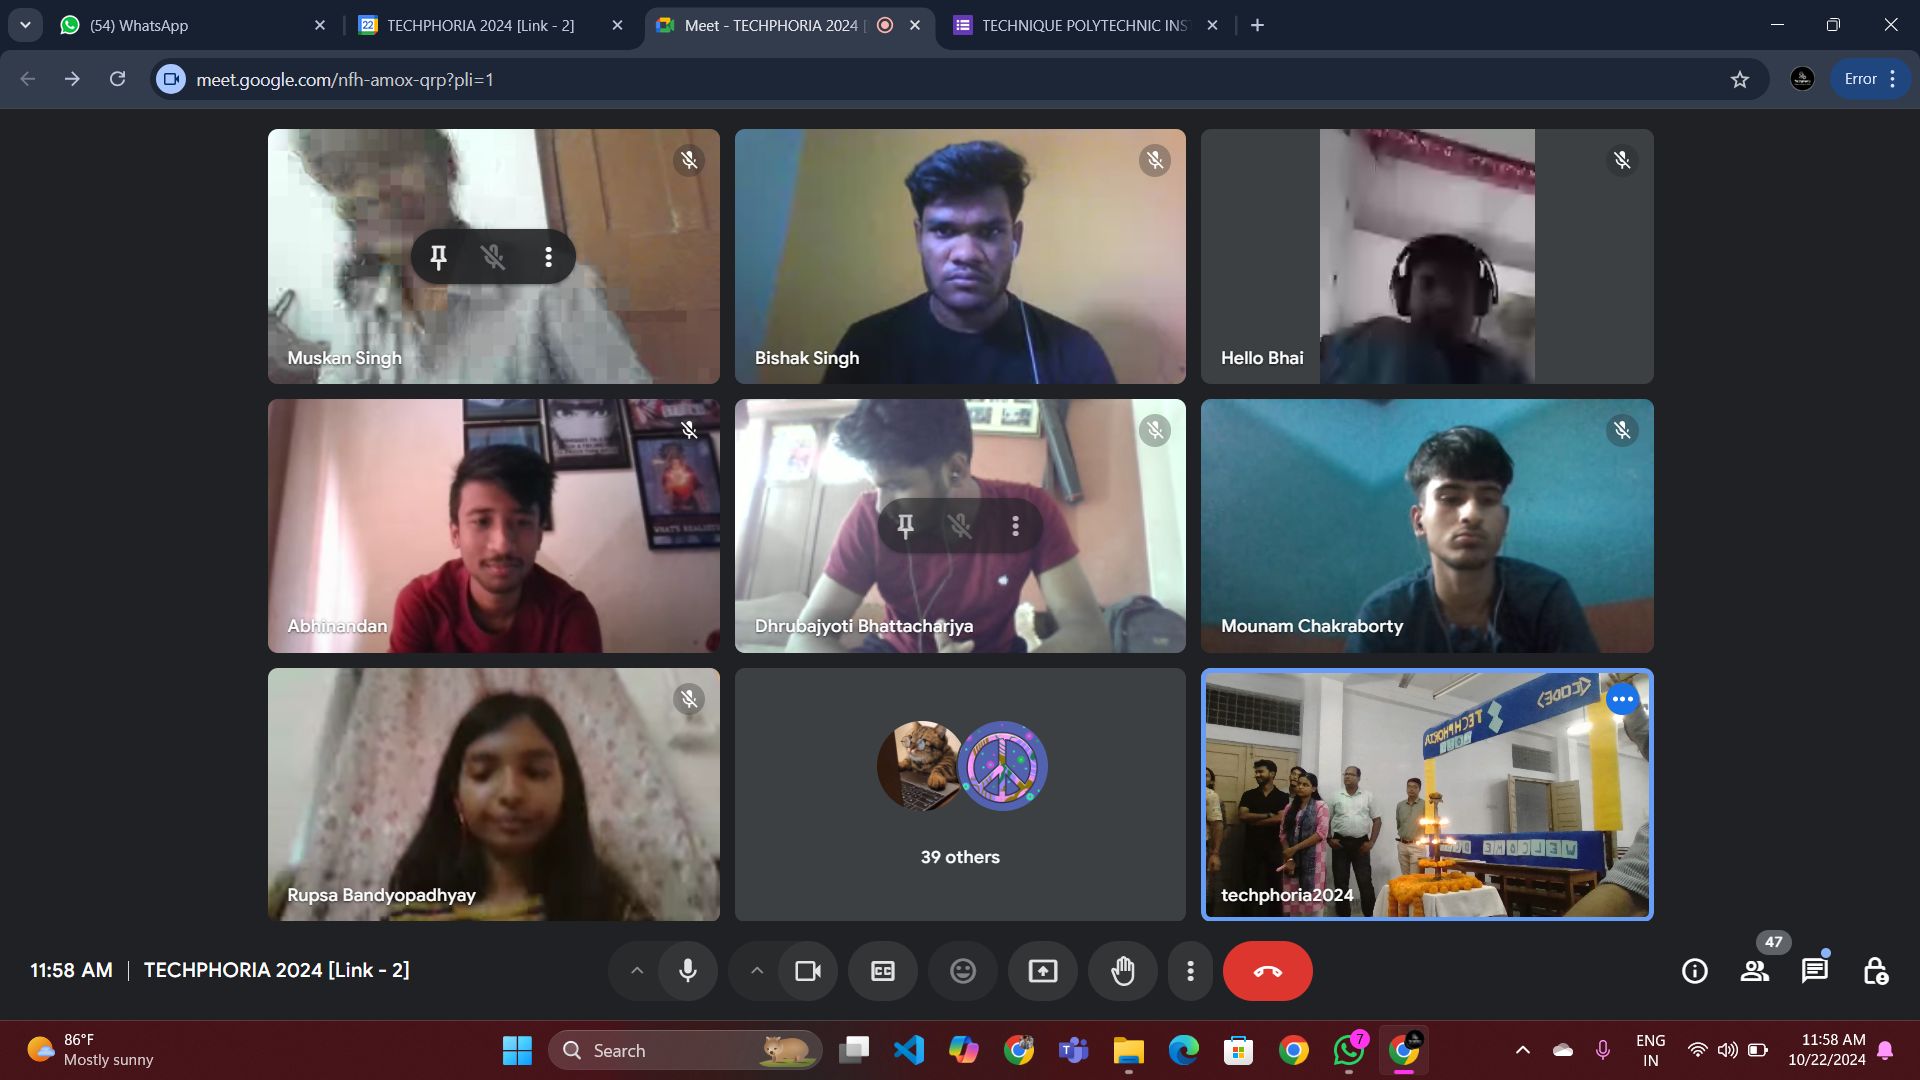 (54) WhatsApp
TECHPHORIA 2024 [Link - 2]
Meet - TECHPHORIA 2024 [
TECHNIQUE POLYTECHNIC INS
meet.google.com/nfh-amox-qrp?pli=1
Error
Muskan Singh
Bishak Singh
Hello Bhai
WHAT'S REALITY
Abhinandan
Dhrubajyoti Bhattacharjya
Mounam Chakraborty
Rupsa Bandyopadhyay
39 others
<CODE>
TECHPHORIA
WELCOME
techphoria2024
11:58 AM
TECHPHORIA 2024 [Link - 2]
CC
47
86°F
Mostly sunny
Search
7
ENG
IN
11:58 AM
10/22/2024